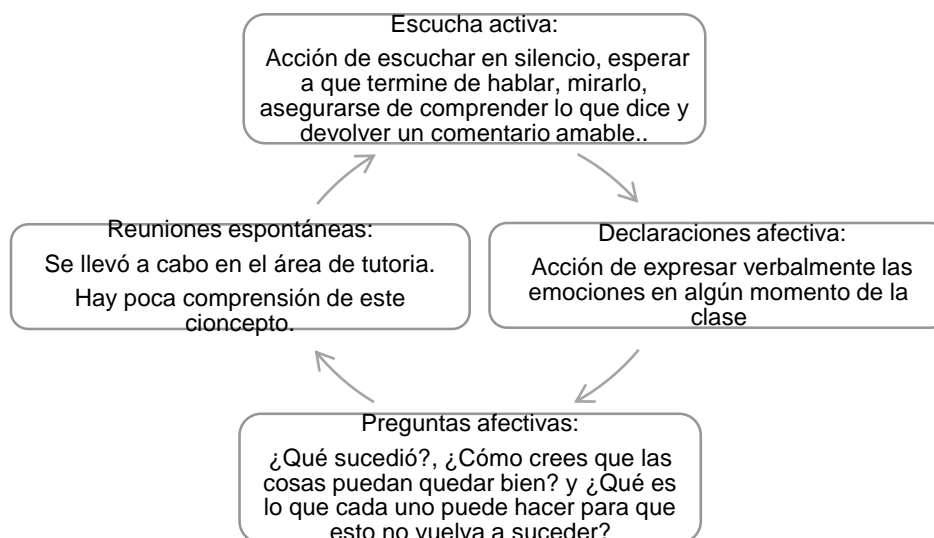 Escucha activa:
Acción de escuchar en silencio, esperar
a que termine de hablar, mirarlo,
asegurarse de comprender lo que dice y
devolver un comentario amable..
Reuniones espontáneas:
Se llevó a cabo en el área de tutoria.
Hay poca comprensión de este
cioncepto.
Declaraciones afectiva:
Acción de expresar verbalmente las
emociones en algún momento de la
clase
Preguntas afectivas:
¿Qué sucedió?, ¿Cómo crees que las
cosas puedan quedar bien? y ¿Qué es
lo que cada uno puede hacer para que
esto no vuelva a suceder?